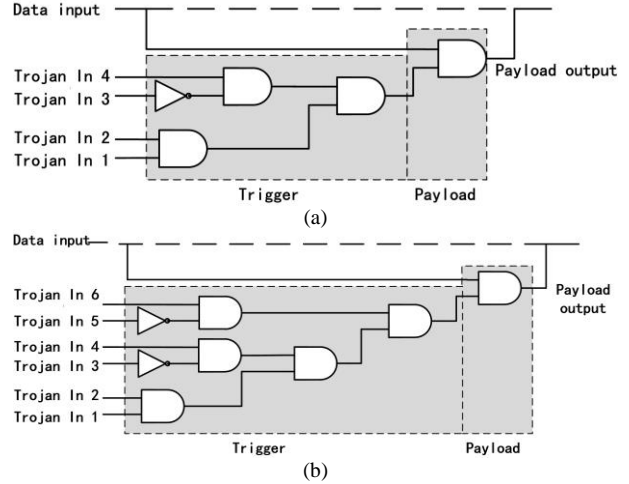 Data input
Trojan In 4
Trojan In 3
Payload output
Trojan In 2
Trojan In 1
Trigger
Payload
(a)
Data input
Trojan In 6
Payload
output
Trojan In 5
Trojan In 4
Trojan In 3
Trojan In 2
Trojan In 1
Trigger
Payload
(b)